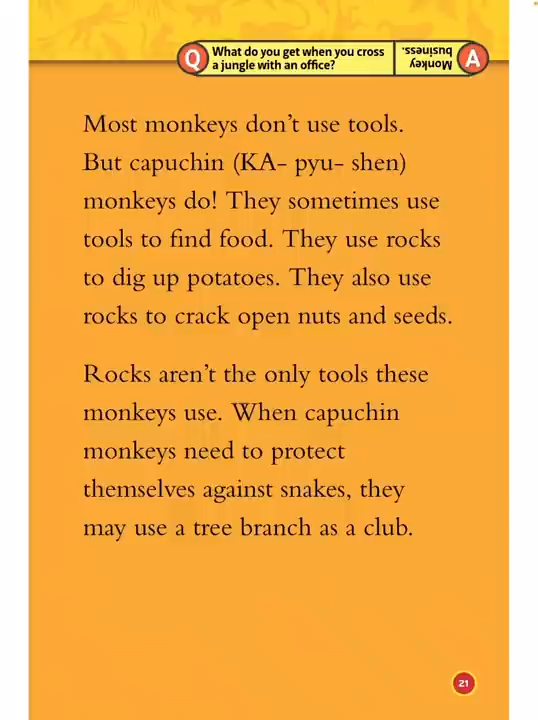 Q
What do you get when you cross
a jungle with an office?
Monkey
business.
A
Most monkeys don't use tools.
But capuchin (KA- pyu- shen)
monkeys do! They sometimes use
tools to find food. They use rocks
to dig up potatoes. They also use
rocks to crack open nuts and seeds.
Rocks aren't the only tools these
monkeys use. When capuchin
monkeys need to protect
themselves against snakes, they
may use a tree branch as a club.
21